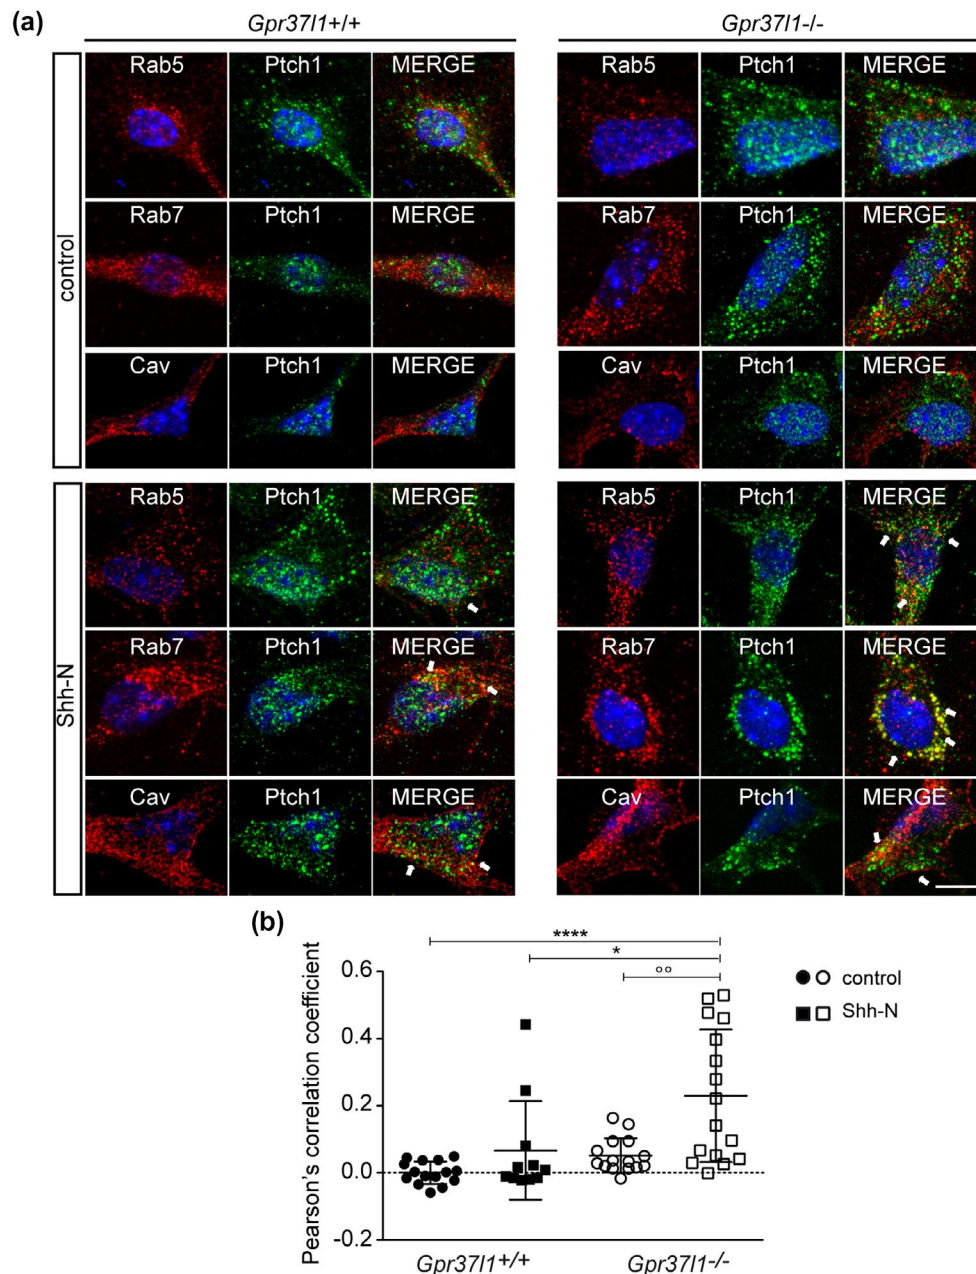 (a)
Gpr37l1+/+
Gpr37l1-/-
control
Rab5 Ptch1 MERGE Rab5 Ptch1 MERGE
Rab7 Ptch1 MERGE Rab7 Ptch1 MERGE
Cav Ptch1 MERGE Cav Ptch1 MERGE
Shh-N
Rab5 Ptch1 MERGE Rab5 Ptch1 MERGE
Rab7 Ptch1 MERGE Rab7 Ptch1 MERGE
Cav Ptch1 MERGE Cav Ptch1 MERGE
(b)
Pearson's correlation coefficient
****
*
°°
0.6
0.4
0.2
0.0
-0.2
control
Shh-N
Gpr37l1+/+
Gpr37l1-/-